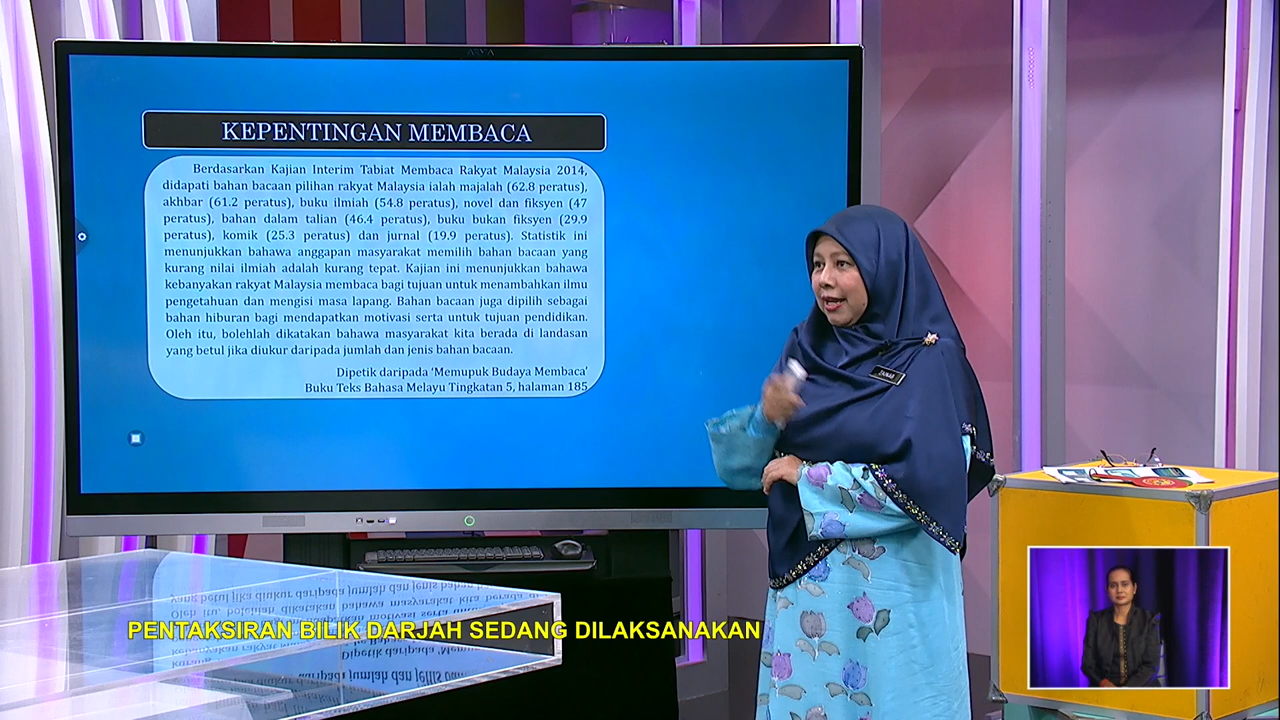 KEPENTINGAN MEMBACA
Berdasarkan Kajian Interim Tabiat Membaca Rakyat Malaysia 2014,
didapati bahan bacaan pilihan rakyat Malaysia ialah majalah (62.8 peratus),
akhbar (61.2 peratus), buku ilmiah (54.8 peratus), novel dan fiksyen (47
peratus), bahan dalam talian (46.4 peratus), buku bukan fiksyen (29.9
peratus), komik (25.3 peratus) dan jurnal (19.9 peratus). Statistik ini
menunjukkan bahawa anggapan masyarakat memilih bahan bacaan yang
kurang nilai ilmiah adalah kurang tepat. Kajian ini menunjukkan bahawa
kebanyakan rakyat Malaysia membaca bagi tujuan untuk menambahkan ilmu
pengetahuan dan mengisi masa lapang. Bahan bacaan juga dipilih sebagai
bahan hiburan bagi mendapatkan motivasi serta untuk tujuan pendidikan.
Oleh itu, bolehlah dikatakan bahawa masyarakat kita berada di landasan
yang betul jika diukur daripada jumlah dan jenis bahan bacaan.
Dipetik daripada 'Memupuk Budaya Membaca'
Buku Teks Bahasa Melayu Tingkatan 5, halaman 185
ZAINAB
PENTAKSIRAN BILIK DARJAH SEDANG DILAKSANAKAN